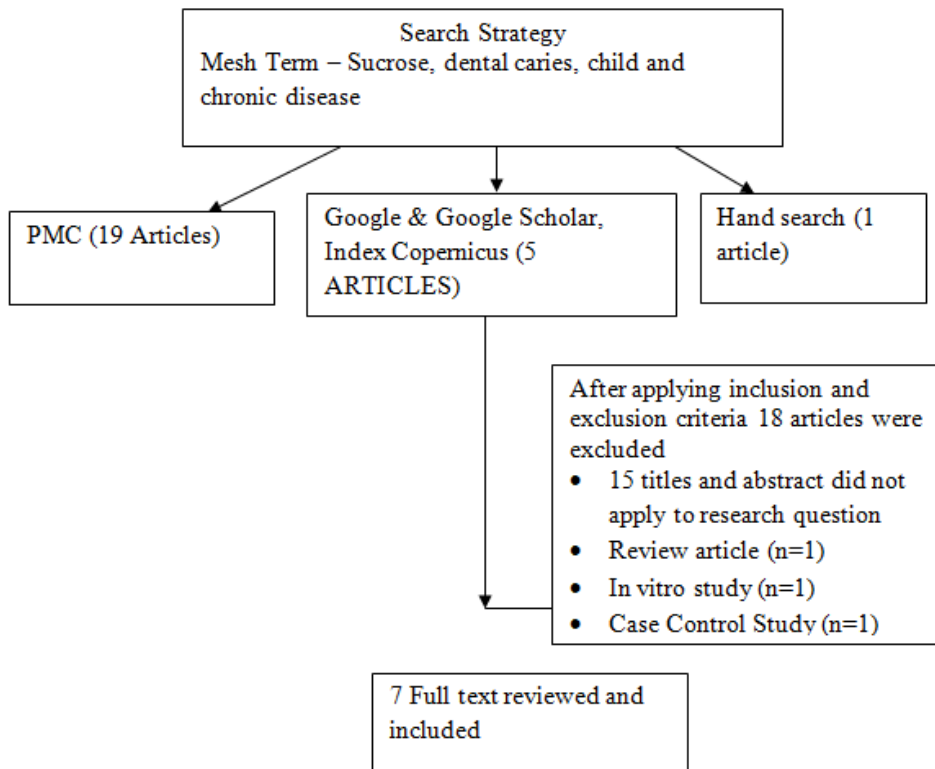 Search Strategy
Mesh Term – Sucrose, dental caries, child and
chronic disease
PMC (19 Articles)
Google & Google Scholar,
Index Copernicus (5
ARTICLES)
Hand search (1
article)
After applying inclusion and
exclusion criteria 18 articles were
excluded
• 15 titles and abstract did not
apply to research question
• Review article (n=1)
• In vitro study (n=1)
• Case Control Study (n=1)
7 Full text reviewed and
included